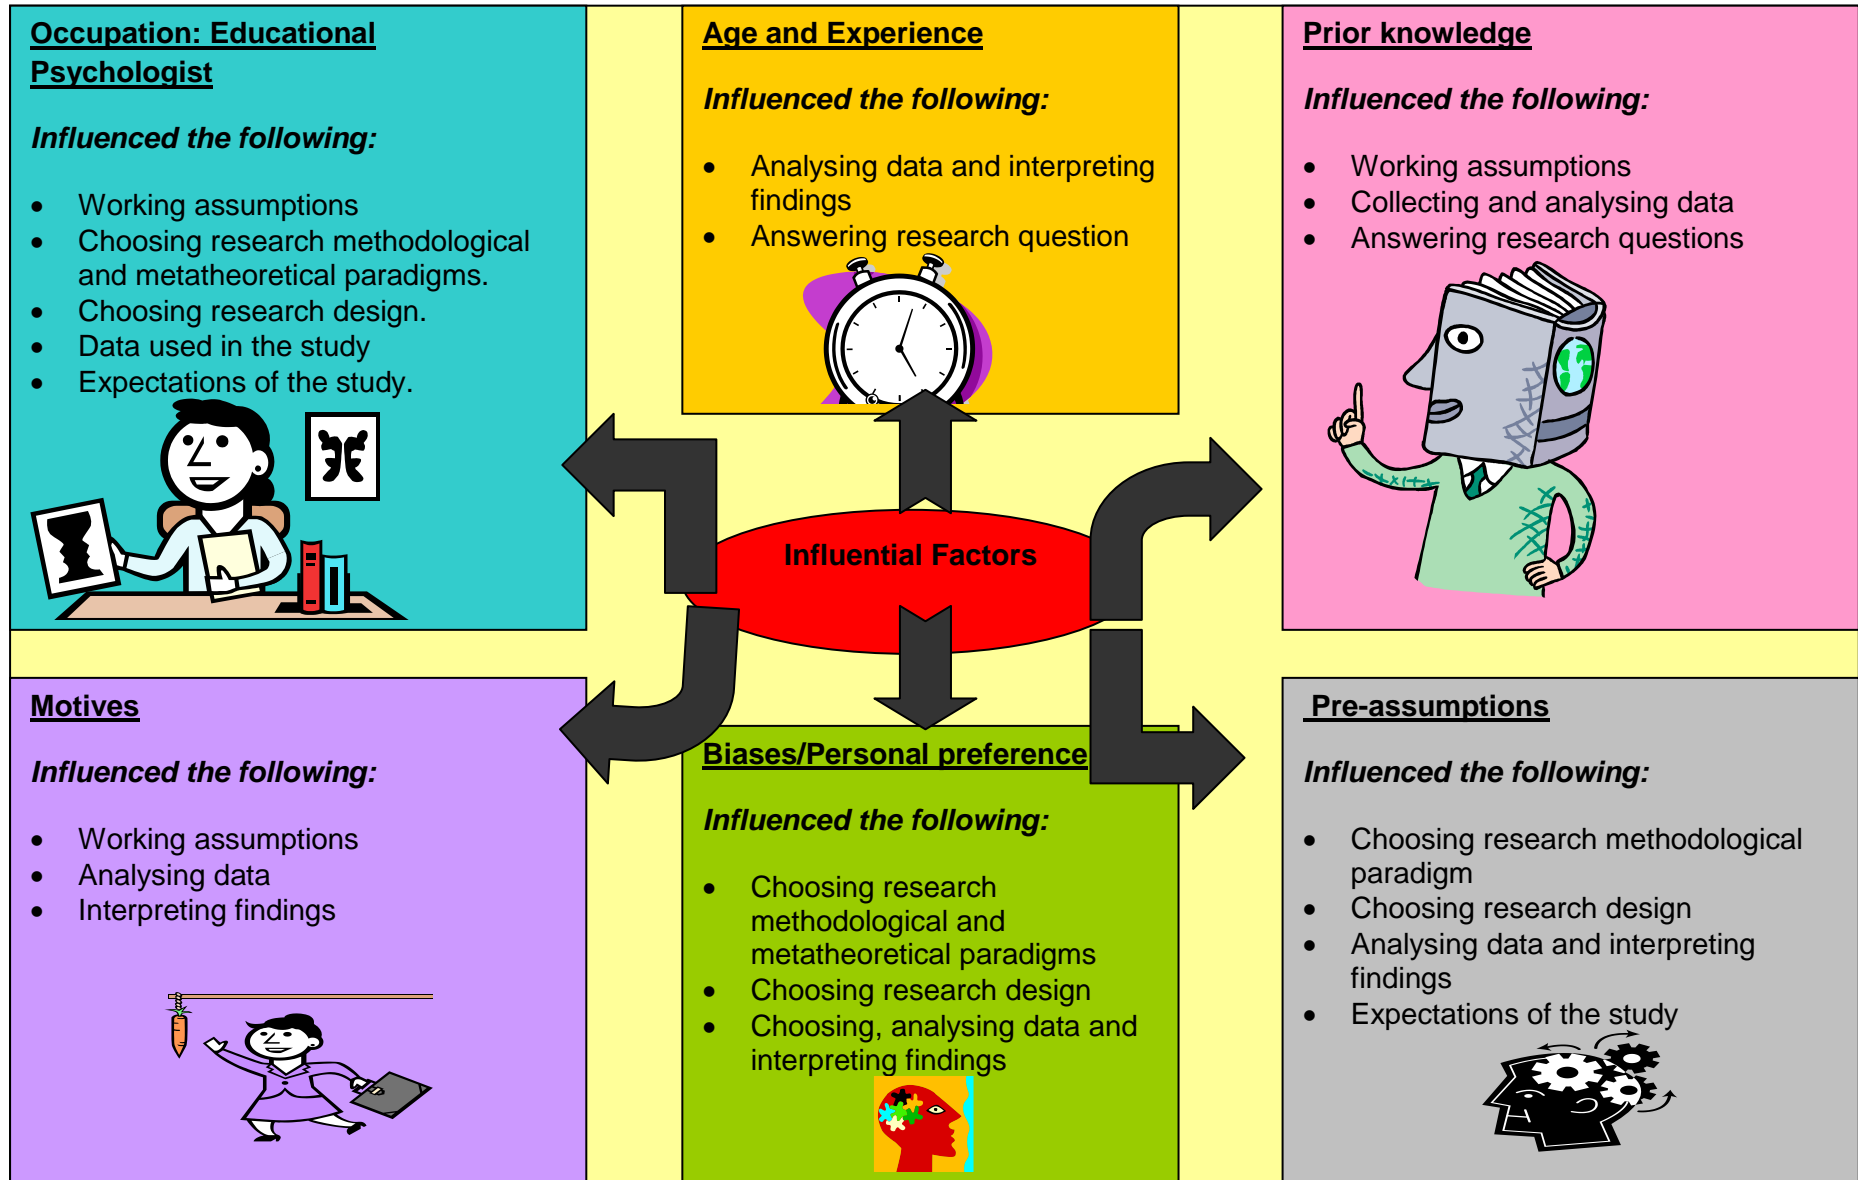 Occupation: Educational
Psychologist
Influenced the following:
• Working assumptions
• Choosing research methodological
and metatheoretical paradigms.
• Choosing research design.
• Data used in the study
• Expectations of the study.
Age and Experience
Influenced the following:
• Analysing data and interpreting
findings
• Answering research question
Prior knowledge
Influenced the following:
• Working assumptions
• Collecting and analysing data
• Answering research questions
Influential Factors
Motives
Influenced the following:
• Working assumptions
• Analysing data
• Interpreting findings
Biases/Personal preference
Influenced the following:
• Choosing research
methodological and
metatheoretical paradigms
• Choosing research design
• Choosing, analysing data and
interpreting findings
Pre-assumptions
Influenced the following:
• Choosing research methodological
paradigm
• Choosing research design
• Analysing data and interpreting
findings
• Expectations of the study